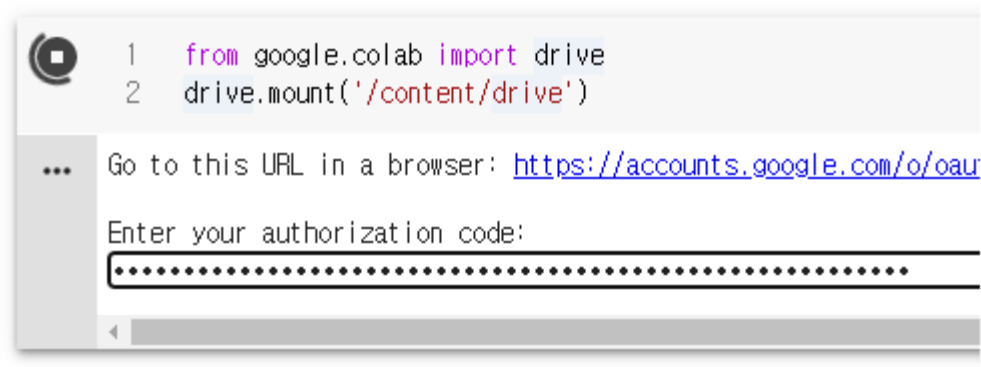 1 from google.colab import drive
2 drive.mount('/content/drive')
Go to this URL in a browser: https://accounts.google.com/o/oau
Enter your authorization code: